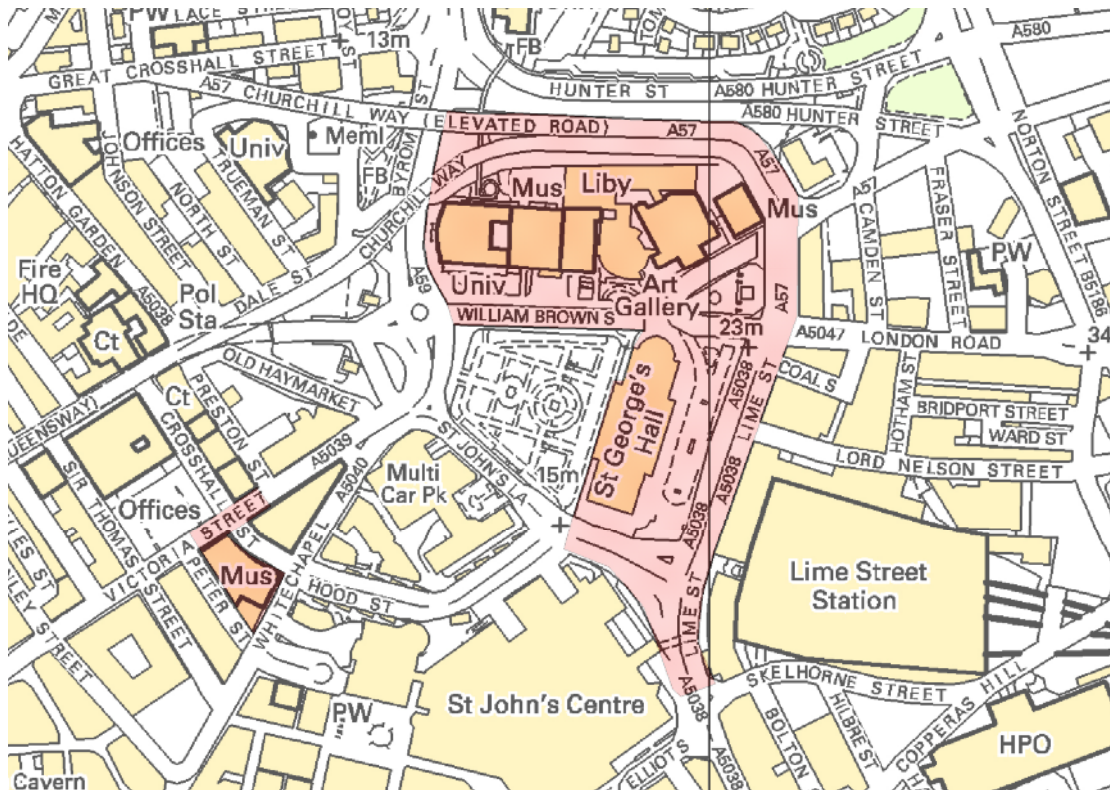 PW
LACE
13m
FB
A580
GREAT CROSSHALL STREET
A57 CHURCHILL WAY (ELEVATED ROAD)
A57
HUNTER ST
A580 HUNTER STREET
A580 HUNTER STREET
HATTON GARDEN
JOHNSON STREET
Offices
NORTH ST
TRUEMAN ST
Univ
Meml
FB
BYROM ST
CHURCHILL WAY
Mus
Liby
A57
Mus
CAMDEN ST
FRASER STREET
NORTON STREET B5186
PW
Fire
HQ
Ct
A5038
Pol
Sta
DALE ST
A59
Univ
Art
Gallery
A57
WILLIAM BROWN S
23m
A5047
LONDON ROAD
34
OLD HAYMARKET
St George's
Hall
A5038
LIME ST
COAL S
HOTHAM ST
BRIDPORT STREET
WARD ST
LORD NELSON STREET
(QUEENSWAY)
Ct
PRESTON ST
CROSSHALL ST
A5039
A5040
ST JOHNS LA
15m
Multi
Car Pk
A5038
A5038
SIR THOMAS STREET
Offices
VICTORIA STREET
PETER ST
Mus
WHITECHAPEL
HOOD ST
Lime Street
Station
LIME ST
A5038
SKELHORNE STREET
St John's Centre
PW
BOLTON
HILBRE ST
COPPERAS HILL
HPO
ELLIOT S
A5038
Cavern